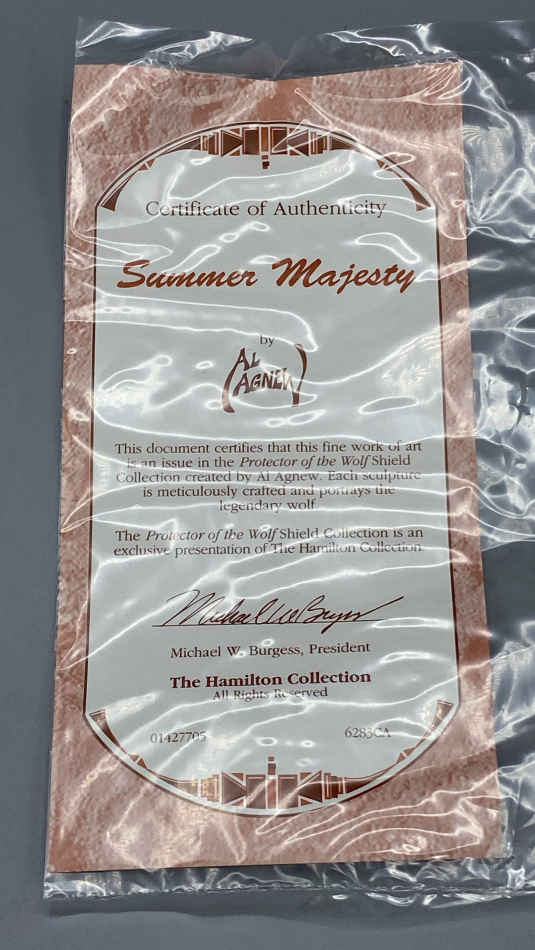 Certificate of Authenticity
Summer Majesty
by
Al
Agnew
This document certifies that this fine work of art
is an issue in the Protector of the Wolf Shield
Collection created by Al Agnew. Each sculpture
is meticulously crafted and portrays the
legendary wolf.
The Protector of the Wolf Shield Collection is an
exclusive presentation of The Hamilton Collection.
Michael W. Burgess
Michael W. Burgess, President
The Hamilton Collection
All Rights Reserved
01427705 6283CA